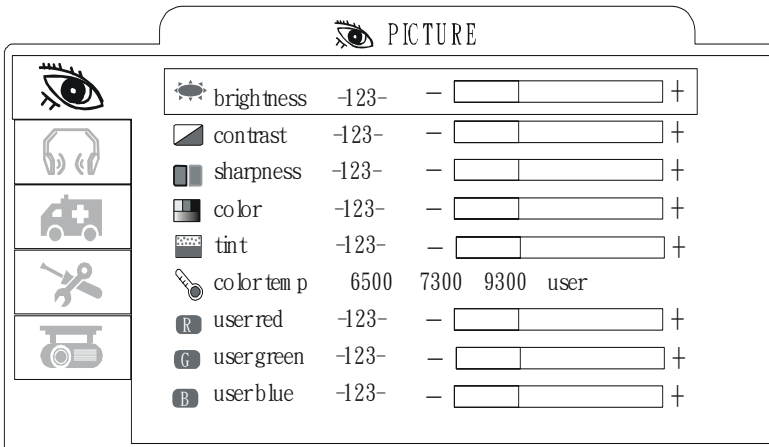 PICTURE
brightness -123- − +
contrast -123- − +
sharpness -123- − +
color -123- − +
tint -123- − +
color temp 6500 7300 9300 user
R user red -123- − +
G user green -123- − +
B user blue -123- − +